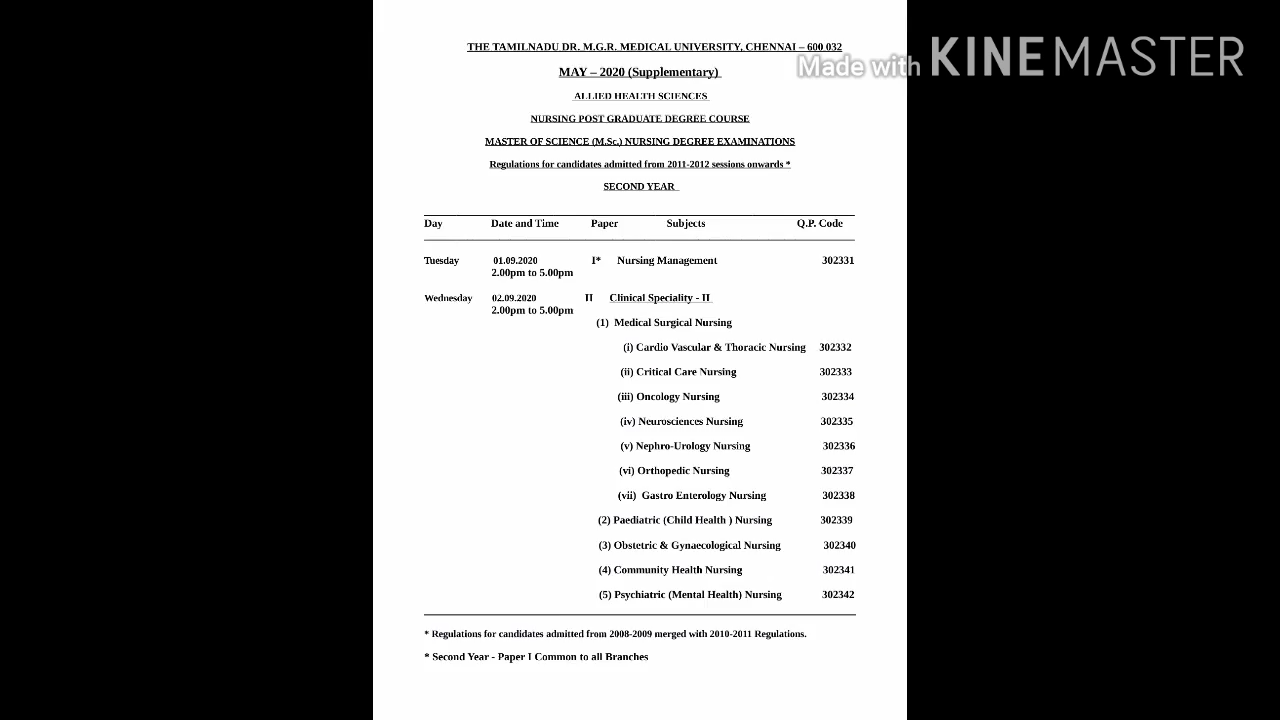 THE TAMILNADU DR. M.G.R. MEDICAL UNIVERSITY, CHENNAI – 600 032
Made with KINEMASTER
MAY – 2020 (Supplementary)
ALLIED HEALTH SCIENCES
NURSING POST GRADUATE DEGREE COURSE
MASTER OF SCIENCE (M.Sc.) NURSING DEGREE EXAMINATIONS
Regulations for candidates admitted from 2011-2012 sessions onwards *
SECOND YEAR
Day Date and Time Paper Subjects Q.P. Code
Tuesday 01.09.2020 I* Nursing Management 302331
2.00pm to 5.00pm
Wednesday 02.09.2020 II Clinical Speciality - II
2.00pm to 5.00pm
(1) Medical Surgical Nursing
(i) Cardio Vascular & Thoracic Nursing 302332
(ii) Critical Care Nursing 302333
(iii) Oncology Nursing 302334
(iv) Neurosciences Nursing 302335
(v) Nephro-Urology Nursing 302336
(vi) Orthopedic Nursing 302337
(vii) Gastro Enterology Nursing 302338
(2) Paediatric (Child Health ) Nursing 302339
(3) Obstetric & Gynaecological Nursing 302340
(4) Community Health Nursing 302341
(5) Psychiatric (Mental Health) Nursing 302342
* Regulations for candidates admitted from 2008-2009 merged with 2010-2011 Regulations.
* Second Year - Paper I Common to all Branches